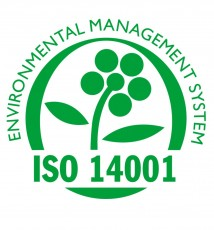 ENVIRONMENTAL MANAGEMENT SYSTEM
ISO 14001